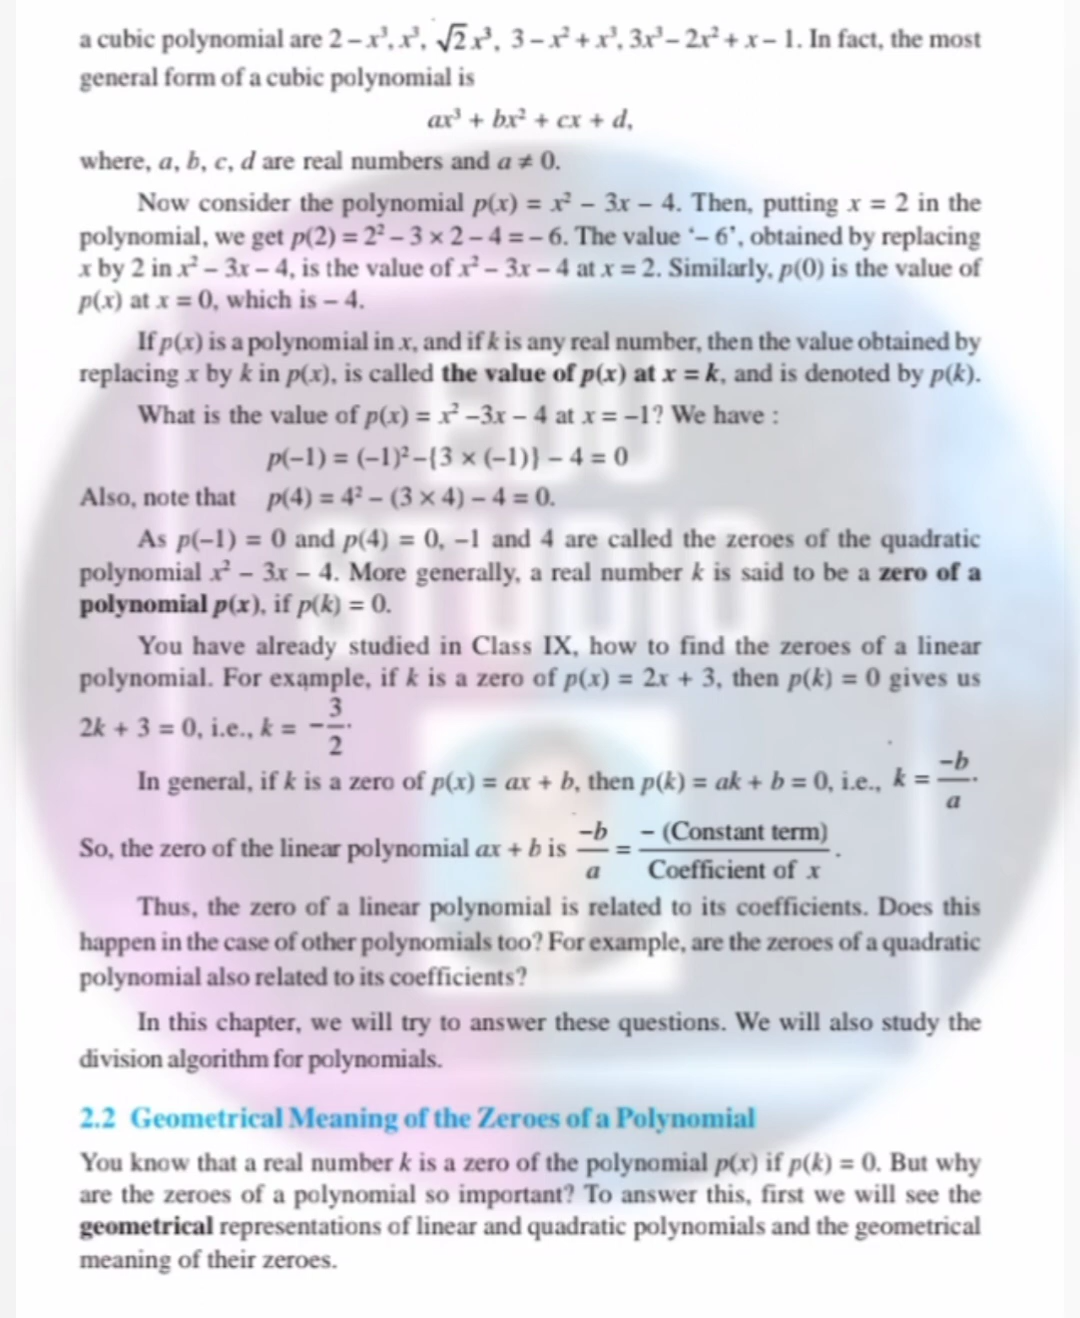 a cubic polynomial are 2 – x³, x³, √2x³, 3 – x² + x³, 3x³ – 2x² + x – 1. In fact, the most
general form of a cubic polynomial is
ax³ + bx² + cx + d,
where, a, b, c, d are real numbers and a ≠ 0.
Now consider the polynomial p(x) = x² – 3x – 4. Then, putting x = 2 in the
polynomial, we get p(2) = 2² – 3 × 2 – 4 = – 6. The value ‘– 6’, obtained by replacing
x by 2 in x² – 3x – 4, is the value of x² – 3x – 4 at x = 2. Similarly, p(0) is the value of
p(x) at x = 0, which is – 4.
If p(x) is a polynomial in x, and if k is any real number, then the value obtained by
replacing x by k in p(x), is called the value of p(x) at x = k, and is denoted by p(k).
What is the value of p(x) = x² –3x – 4 at x = –1? We have :
p(–1) = (–1)² –{3 × (–1)} – 4 = 0
Also, note that p(4) = 4² – (3 × 4) – 4 = 0.
As p(–1) = 0 and p(4) = 0, –1 and 4 are called the zeroes of the quadratic
polynomial x² – 3x – 4. More generally, a real number k is said to be a zero of a
polynomial p(x), if p(k) = 0.
You have already studied in Class IX, how to find the zeroes of a linear
polynomial. For example, if k is a zero of p(x) = 2x + 3, then p(k) = 0 gives us
2k + 3 = 0, i.e., k = –3/2.
In general, if k is a zero of p(x) = ax + b, then p(k) = ak + b = 0, i.e., k = –b/a.
So, the zero of the linear polynomial ax + b is –b/a = – (Constant term)/Coefficient of x.
Thus, the zero of a linear polynomial is related to its coefficients. Does this
happen in the case of other polynomials too? For example, are the zeroes of a quadratic
polynomial also related to its coefficients?
In this chapter, we will try to answer these questions. We will also study the
division algorithm for polynomials.
2.2 Geometrical Meaning of the Zeroes of a Polynomial
You know that a real number k is a zero of the polynomial p(x) if p(k) = 0. But why
are the zeroes of a polynomial so important? To answer this, first we will see the
geometrical representations of linear and quadratic polynomials and the geometrical
meaning of their zeroes.